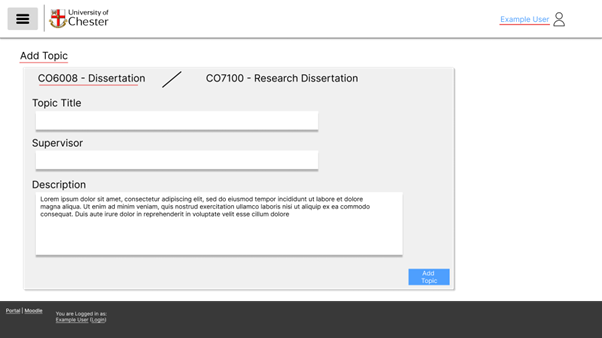 University of
Chester
Example User
Add Topic
CO6008 - Dissertation
CO7100 - Research Dissertation
Topic Title
Supervisor
Description
Lorem ipsum dolor sit amet, consectetur adipiscing elit, sed do eiusmod tempor incididunt ut labore et dolore
magna aliqua. Ut enim ad minim veniam, quis nostrud exercitation ullamco laboris nisi ut aliquip ex ea commodo
consequat. Duis aute irure dolor in reprehenderit in voluptate velit esse cillum dolore
Add
Topic
Portal | Moodle
You are Logged in as:
Example User (Login)